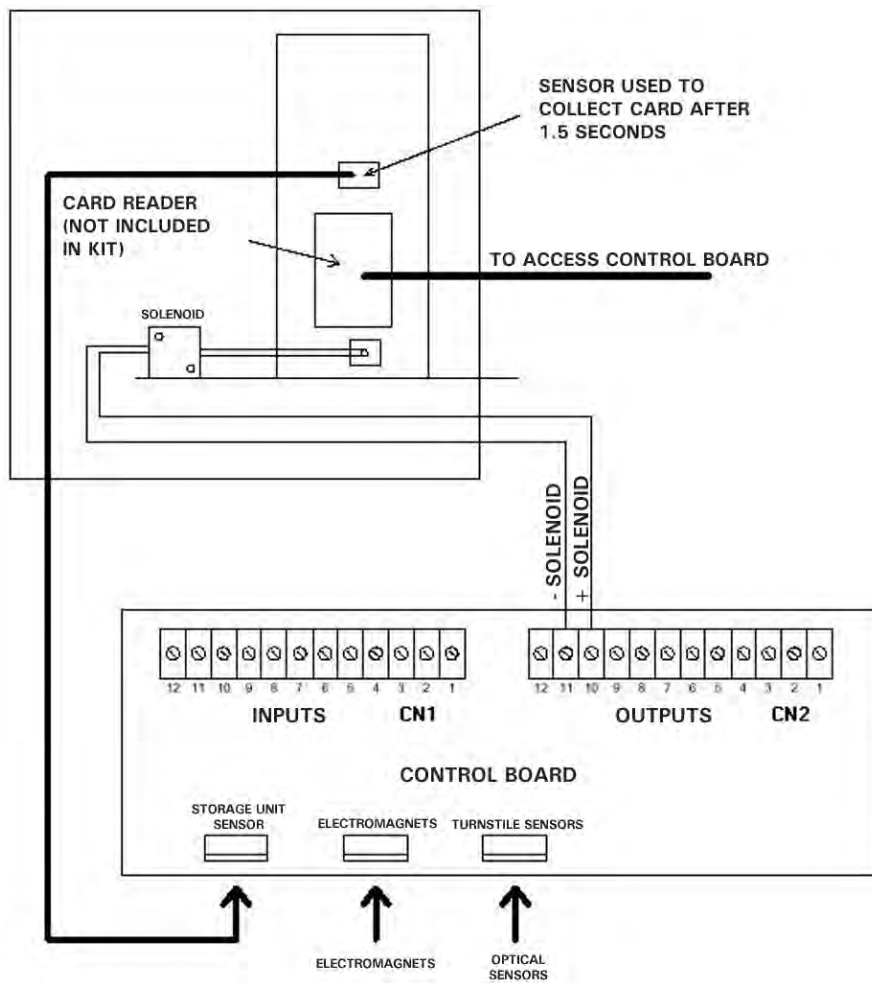 SENSOR USED TO
COLLECT CARD AFTER
1.5 SECONDS
CARD READER
(NOT INCLUDED
IN KIT)
TO ACCESS CONTROL BOARD
SOLENOID
- SOLENOID
+ SOLENOID
12 11 10 9 8 7 6 5 4 3 2 1
12 11 10 9 8 7 6 5 4 3 2 1
INPUTS CN1
OUTPUTS CN2
CONTROL BOARD
STORAGE UNIT
SENSOR
ELECTROMAGNETS
TURNSTILE SENSORS
ELECTROMAGNETS
OPTICAL
SENSORS